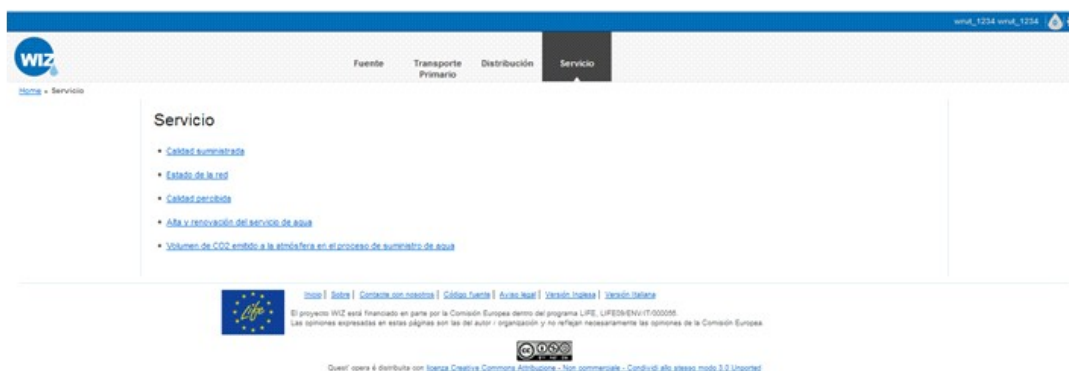 wrut_1234 wrut_1234
WIZ
Fuente
Transporte
Primario
Distribución
Servicio
Home » Servicio
Servicio
Calidad suministrada
Estado de la red
Calidad percibida
Alta y renovación del servicio de agua
Volumen de CO2 emitido a la atmósfera en el proceso de suministro de agua
Life
Inicio | Sobre | Contacte con nosotros | Código fuente | Aviso legal | Versión Inglesa | Versión Italiana
El proyecto WIZ está financiado en parte por la Comisión Europea dentro del programa LIFE, LIFE09/ENV/IT/000056.
Las opiniones expresadas en estas páginas son las del autor / organización y no reflejan necesariamente las opiniones de la Comisión Europea
cc
BY NC SA
Quest' opera è distribuita con licenza Creative Commons Attribuzione - Non commerciale - Condividi allo stesso modo 3.0 Unported